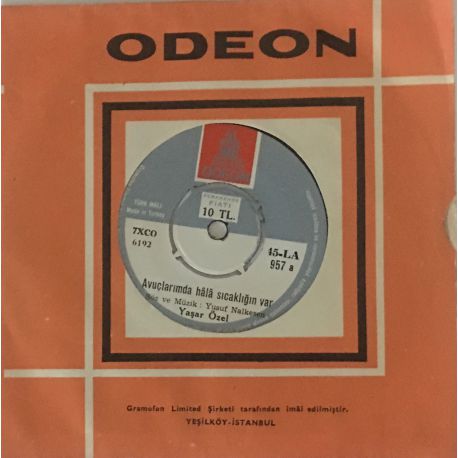 ODEON
ODEON
TÜRK MALI
Made in Turkey
PERAKENDE
FİATI
10 TL.
7XCO
6192
45-LA
957 a
Avuçlarımda hâlâ sıcaklığın var
Söz ve Müzik : Yusuf Nalkesen
Yaşar Özel
Gramofon Limited Şirketi tarafından imâl edilmiştir.
YEŞİLKÖY-İSTANBUL